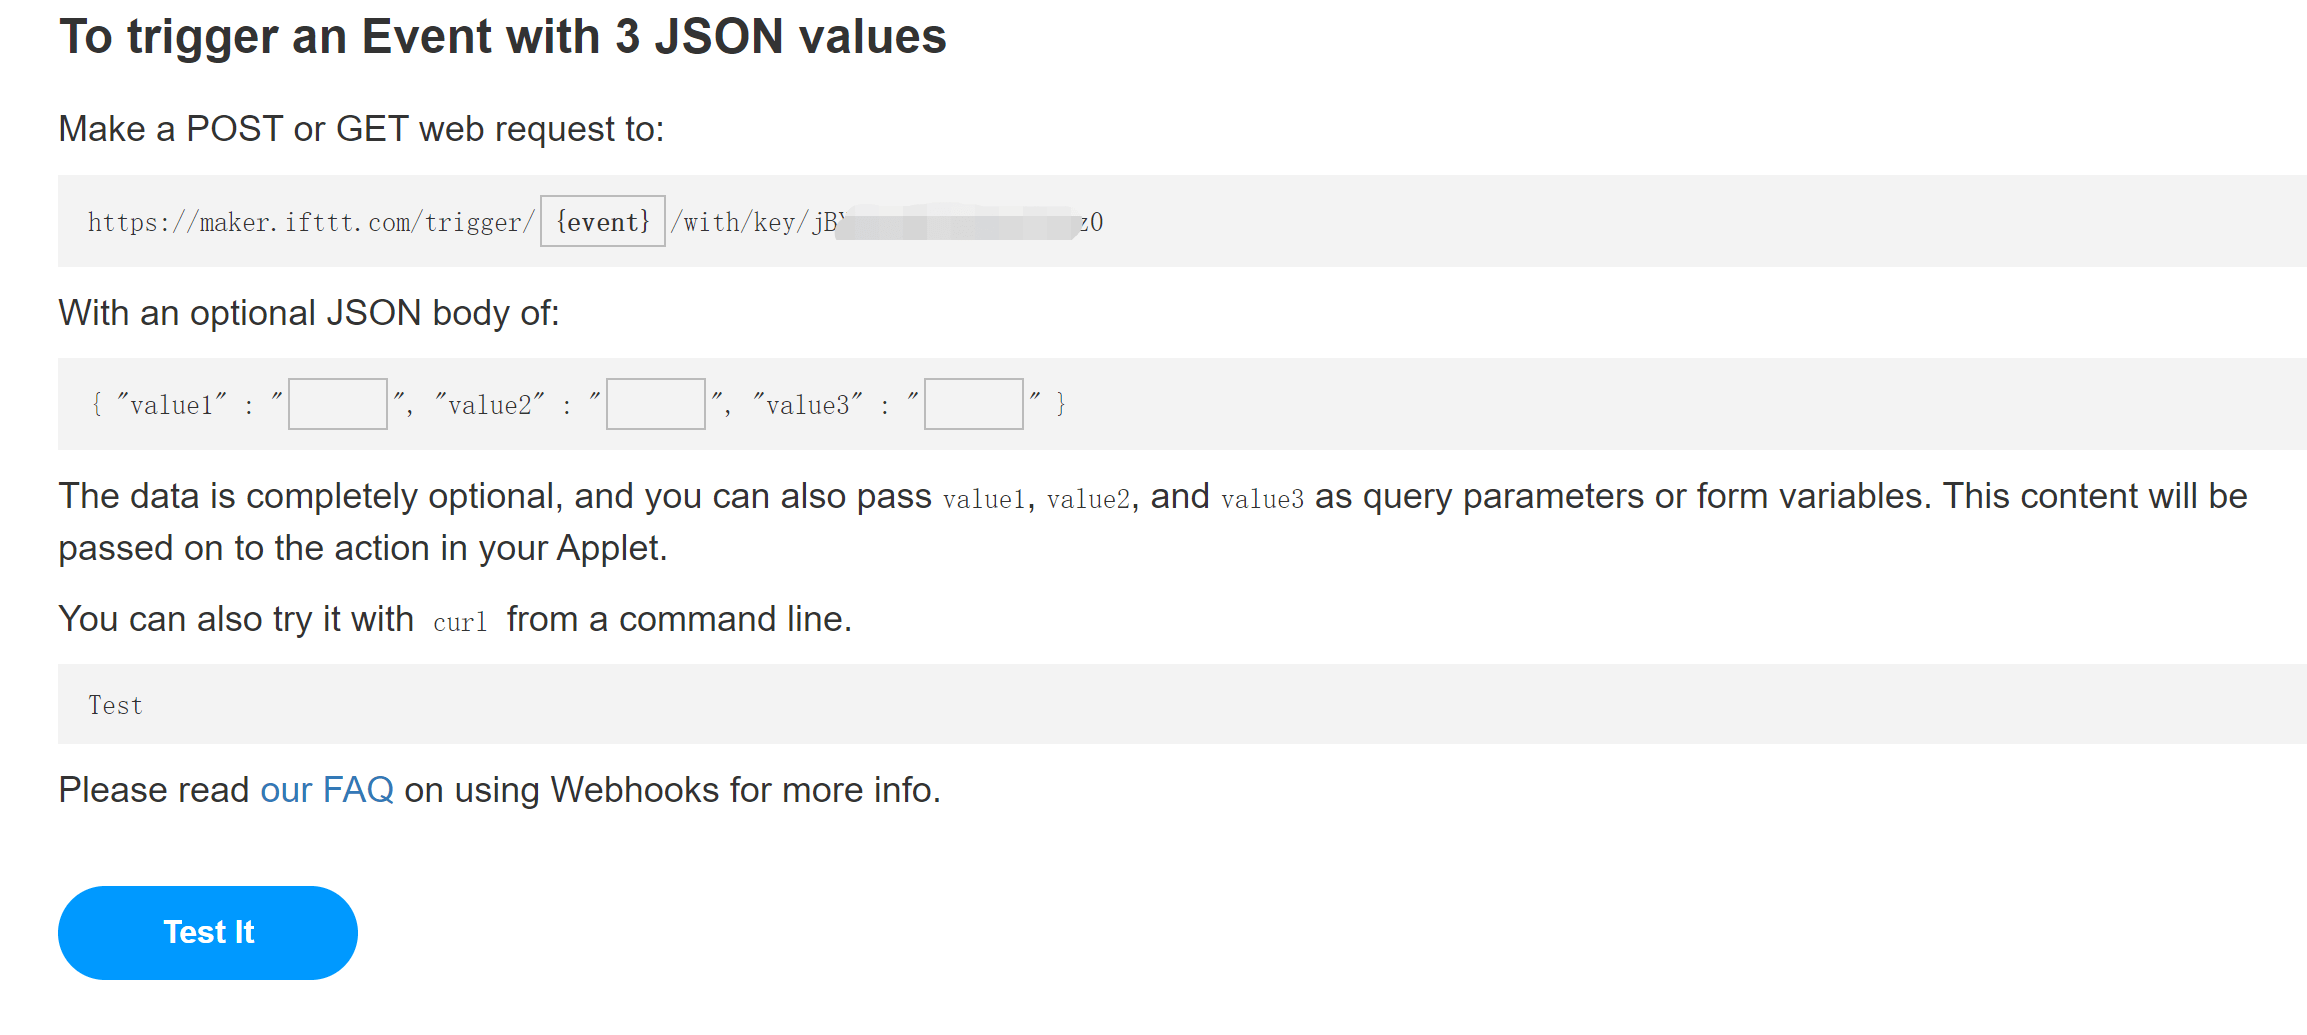 To trigger an Event with 3 JSON values
Make a POST or GET web request to:
https://maker.ifttt.com/trigger/ {event} /with/key/jB z0
With an optional JSON body of:
{ "value1" : " ", "value2" : " ", "value3" : " " }
The data is completely optional, and you can also pass value1, value2, and value3 as query parameters or form variables. This content will be
passed on to the action in your Applet.
You can also try it with curl from a command line.
Test
Please read our FAQ on using Webhooks for more info.
Test It